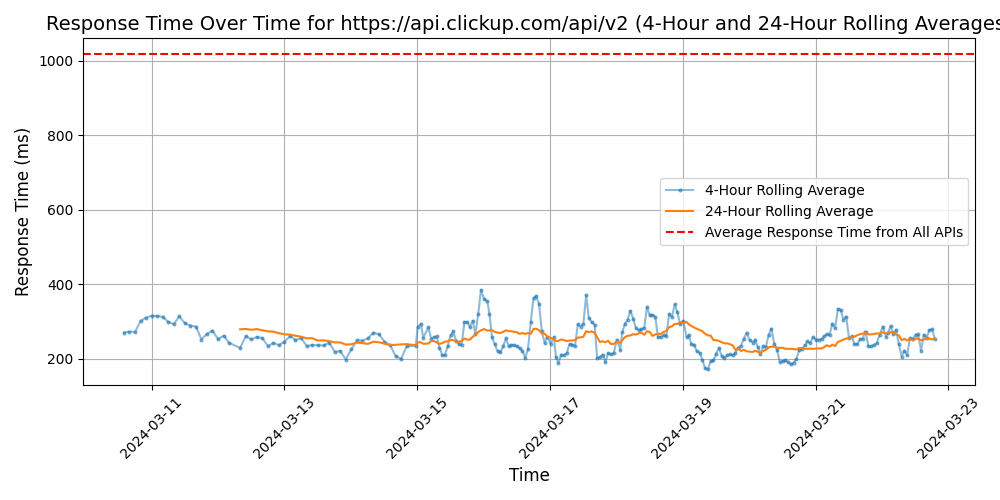 Response Time Over Time for https://api.clickup.com/api/v2 (4-Hour and 24-Hour Rolling Averages
1000
800
600
400
200
Response Time (ms)
4-Hour Rolling Average
24-Hour Rolling Average
Average Response Time from All APIs
2024-03-11
2024-03-13
2024-03-15
2024-03-17
2024-03-19
2024-03-21
2024-03-23
Time